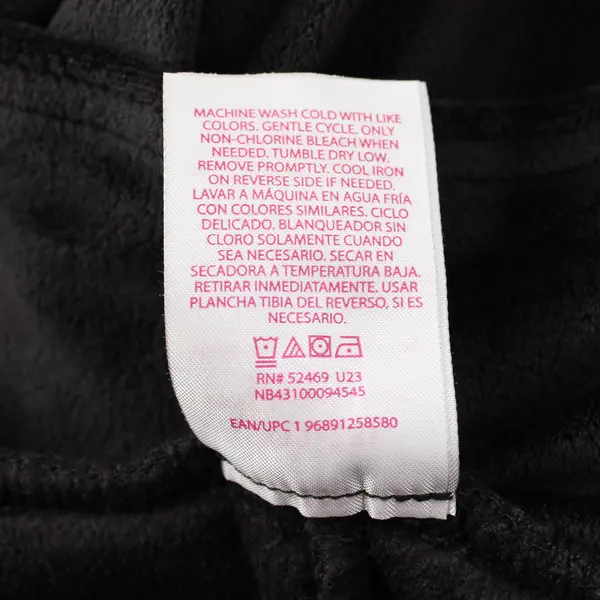 MACHINE WASH COLD WITH LIKE
COLORS. GENTLE CYCLE. ONLY
NON-CHLORINE BLEACH WHEN
NEEDED. TUMBLE DRY LOW.
REMOVE PROMPTLY. COOL IRON
ON REVERSE SIDE IF NEEDED.
LAVAR A MÁQUINA EN AGUA FRÍA
CON COLORES SIMILARES. CICLO
DELICADO. BLANQUEADOR SIN
CLORO SOLAMENTE CUANDO
SEA NECESARIO. SECAR EN
SECADORA A TEMPERATURA BAJA.
RETIRAR INMEDIATAMENTE. USAR
PLANCHA TIBIA DEL REVERSO, SI ES
NECESARIO.
RN# 52469 U23
NB43100094545
EAN/UPC 1 96891258580